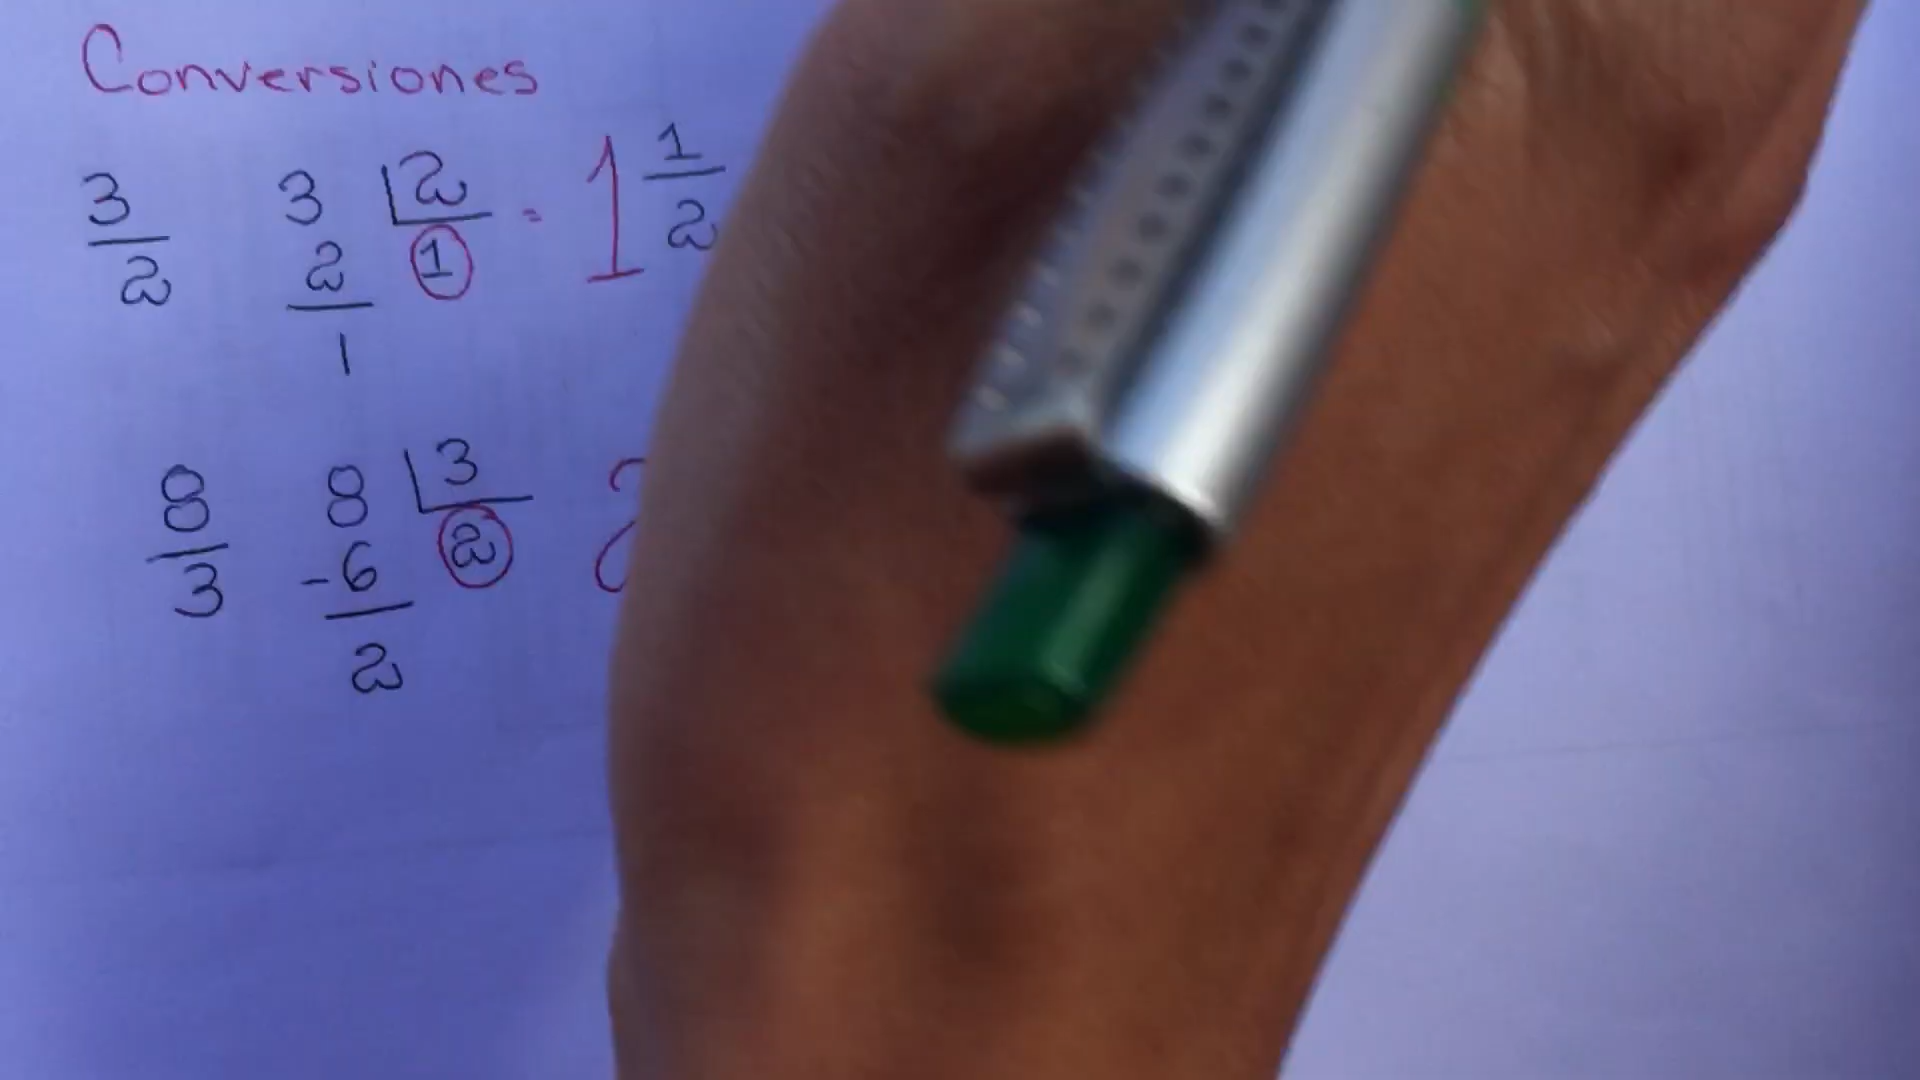 Conversiones
3/2 3 2 = 1 1/2
2 1
1
8/3 8 3
-6 2
2